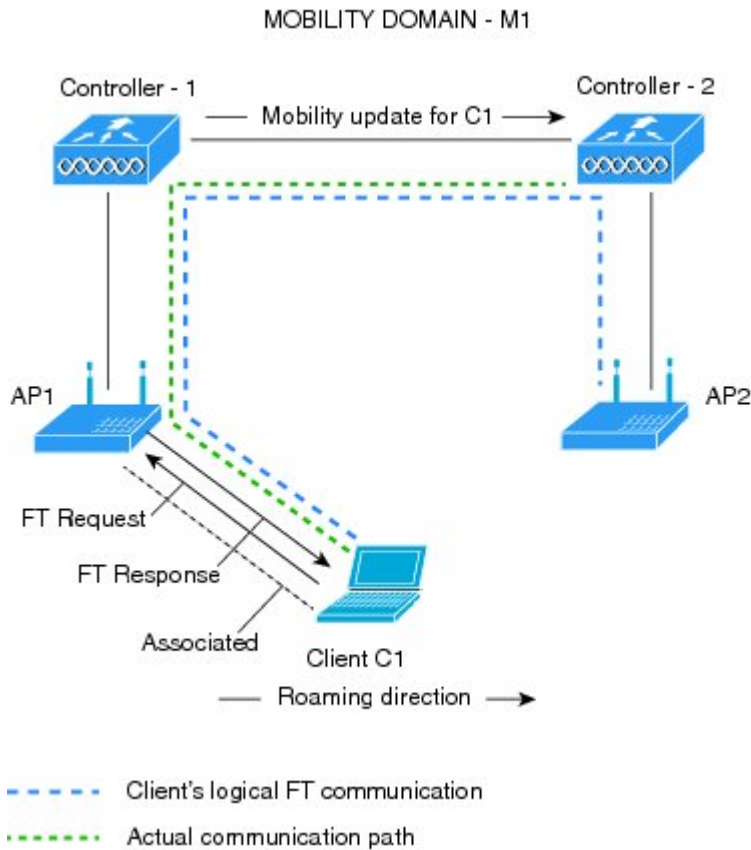 MOBILITY DOMAIN - M1
Controller - 1
Controller - 2
Mobility update for C1
AP1
AP2
FT Request
FT Response
Associated
Client C1
Roaming direction
Client's logical FT communication
Actual communication path